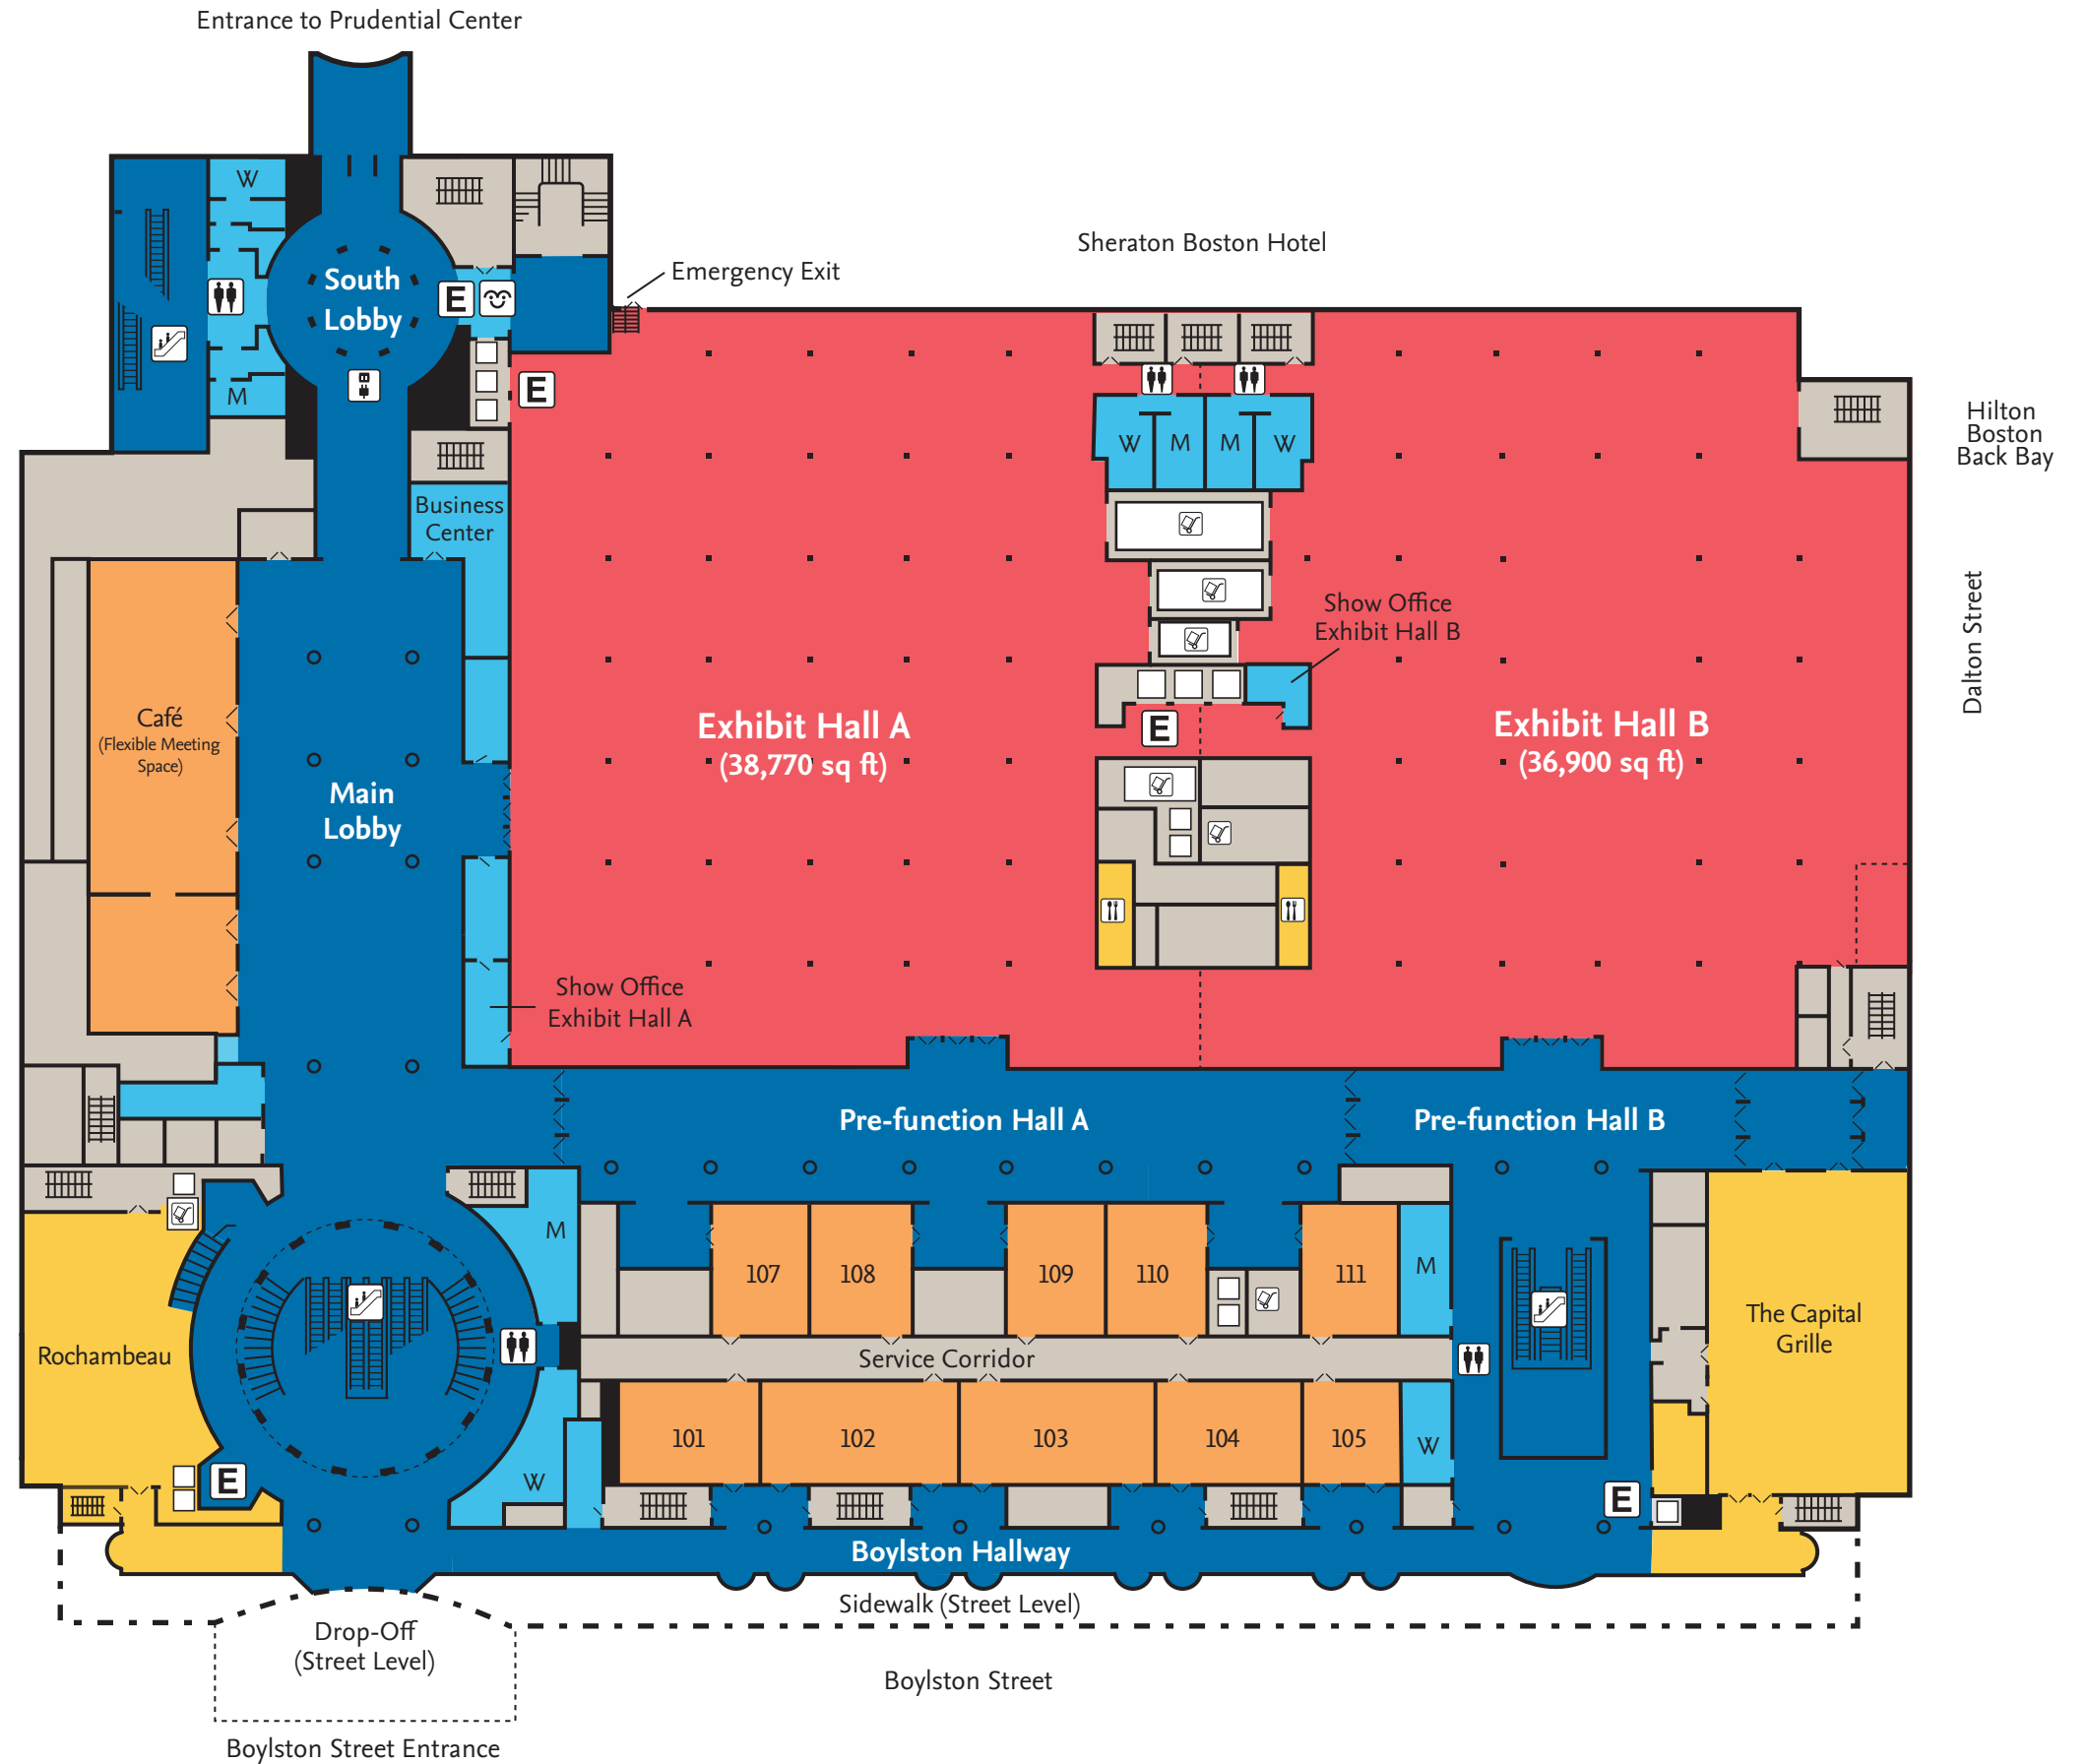 Entrance to Prudential Center
W
South
Lobby
E
M
E
Emergency Exit
Sheraton Boston Hotel
Hilton
Boston
Back Bay
Dalton Street
Business
Center
W
M
M
W
Show Office
Exhibit Hall B
Café
(Flexible Meeting
Space)
Main
Lobby
Exhibit Hall A
(38,770 sq ft)
E
Exhibit Hall B
(36,900 sq ft)
Show Office
Exhibit Hall A
Pre-function Hall A
Pre-function Hall B
M
107
108
109
110
111
M
The Capital
Grille
Rochambeau
Service Corridor
101
102
103
104
105
W
W
E
E
Boylston Hallway
Sidewalk (Street Level)
Drop-Off
(Street Level)
Boylston Street
Boylston Street Entrance